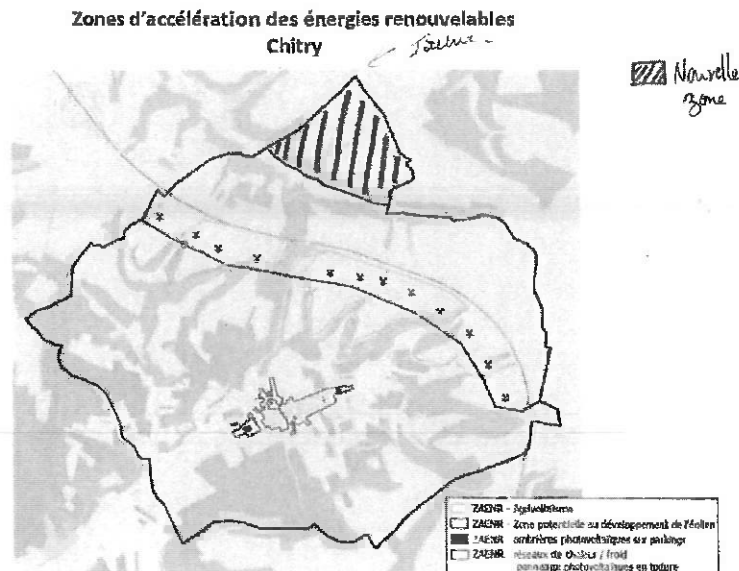 Zones d'accélération des énergies renouvelables
Chitry
Nouvelle
zone
ZAENR - Agrivoltaïsme
ZAENR - Zone potentielle au développement de l'éolien
ZAENR ombrières photovoltaïques sur parkings
ZAENR réseaux de chaleur / froid
panneaux photovoltaïques en toiture